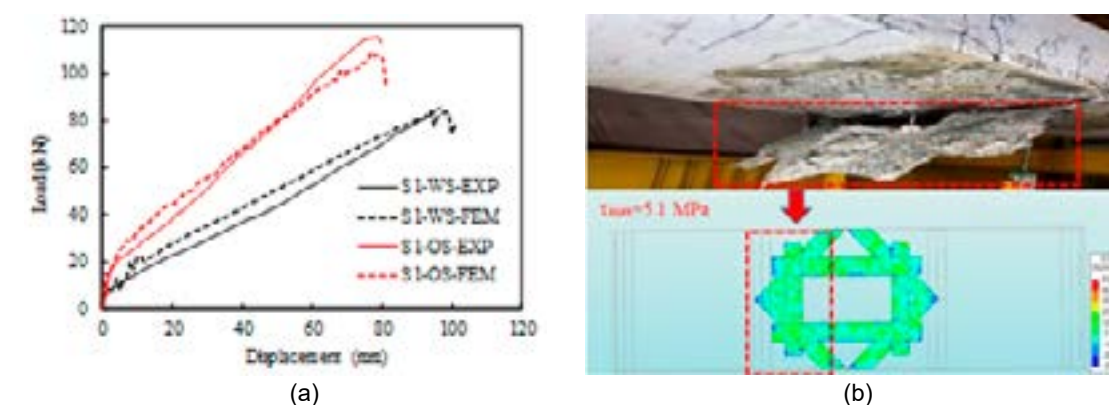 120
100
80
60
40
20
0
Load (kN)
S1-WS-EXP
S1-WS-FEM
S1-OS-EXP
S1-OS-FEM
0 20 40 60 80 100 120
Displacement (mm)
(a)
=5.1 MPa
(b)